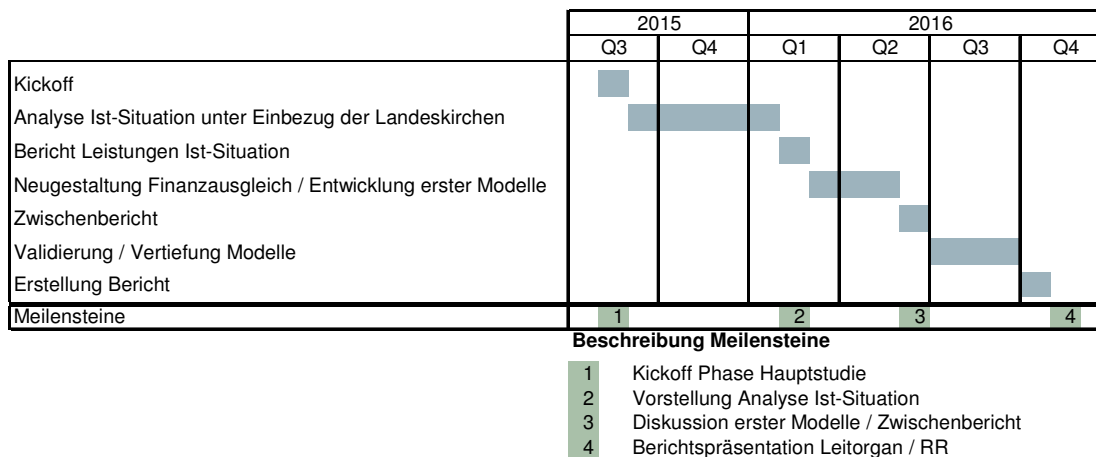 2015 2016
Q3 Q4 Q1 Q2 Q3 Q4
Kickoff
Analyse Ist-Situation unter Einbezug der Landeskirchen
Bericht Leistungen Ist-Situation
Neugestaltung Finanzausgleich / Entwicklung erster Modelle
Zwischenbericht
Validierung / Vertiefung Modelle
Erstellung Bericht
Meilensteine 1 2 3 4
Beschreibung Meilensteine
1 Kickoff Phase Hauptstudie
2 Vorstellung Analyse Ist-Situation
3 Diskussion erster Modelle / Zwischenbericht
4 Berichtspräsentation Leitorgan / RR